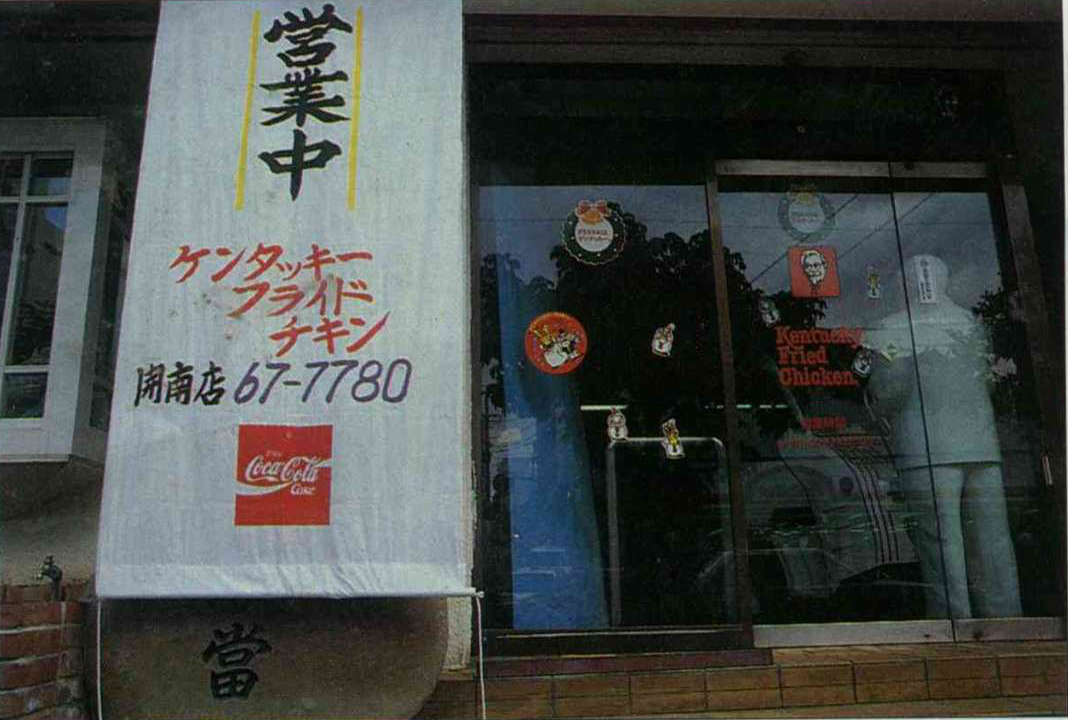 営業中
ケンタッキー
フライド
チキン
開南店 67-7780
Coca-Cola
Coke
當
Kentucky
Fried
Chicken